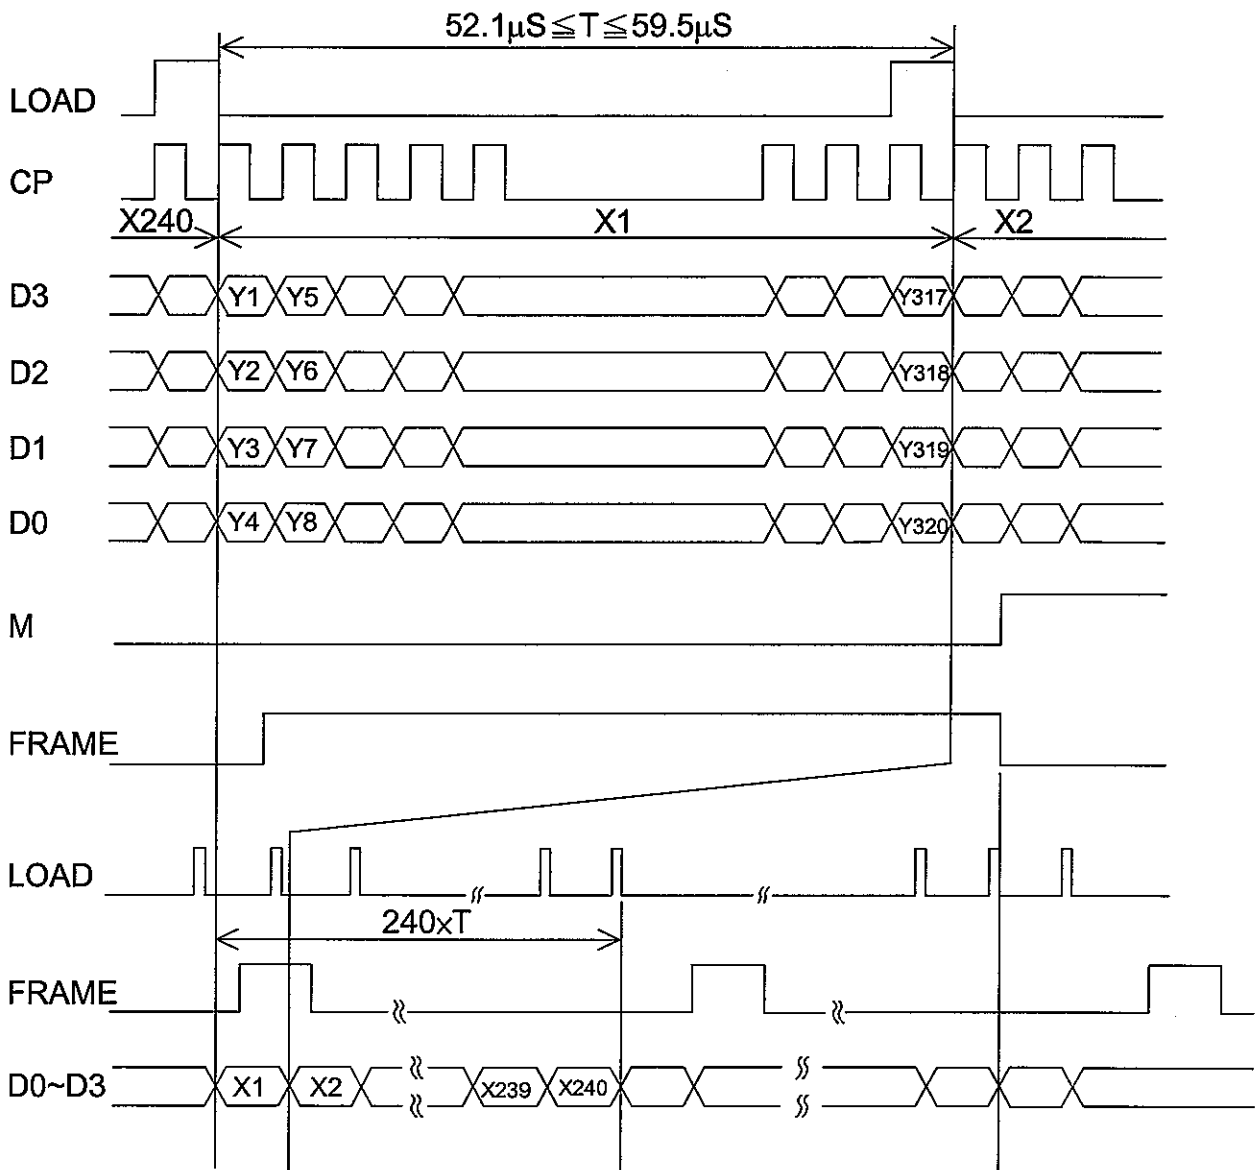 52.1µS≦T≦59.5µS
LOAD
CP
X240 X1 X2
D3 Y1 Y5 Y317
D2 Y2 Y6 Y318
D1 Y3 Y7 Y319
D0 Y4 Y8 Y320
M
FRAME
LOAD
240×T
FRAME
D0~D3 X1 X2 X239 X240